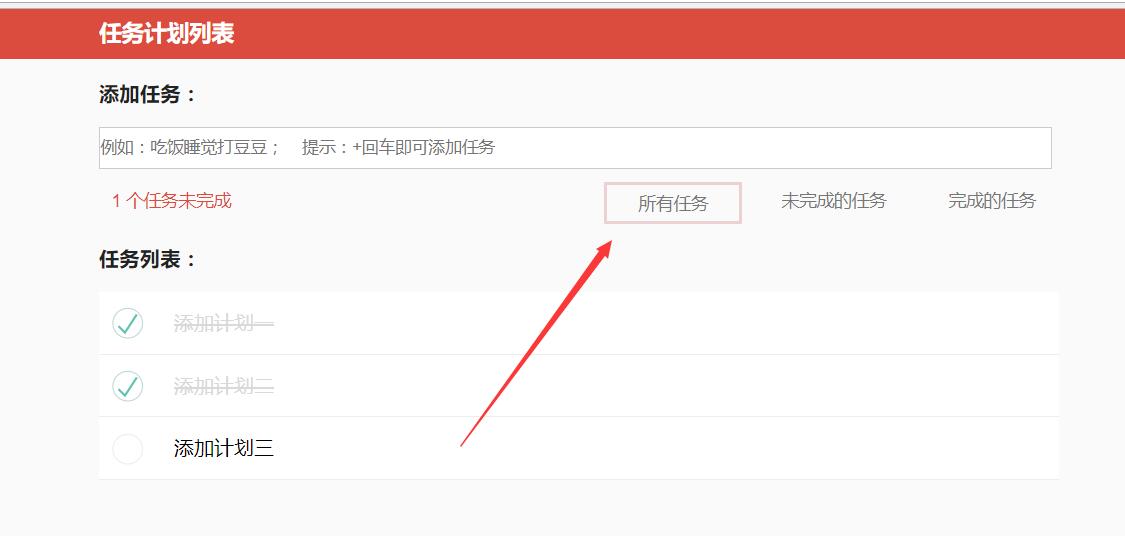 任务计划列表
添加任务：
例如：吃饭睡觉打豆豆； 提示：+回车即可添加任务
1 个任务未完成 所有任务 未完成的任务 完成的任务
任务列表：
添加计划一
添加计划二
添加计划三